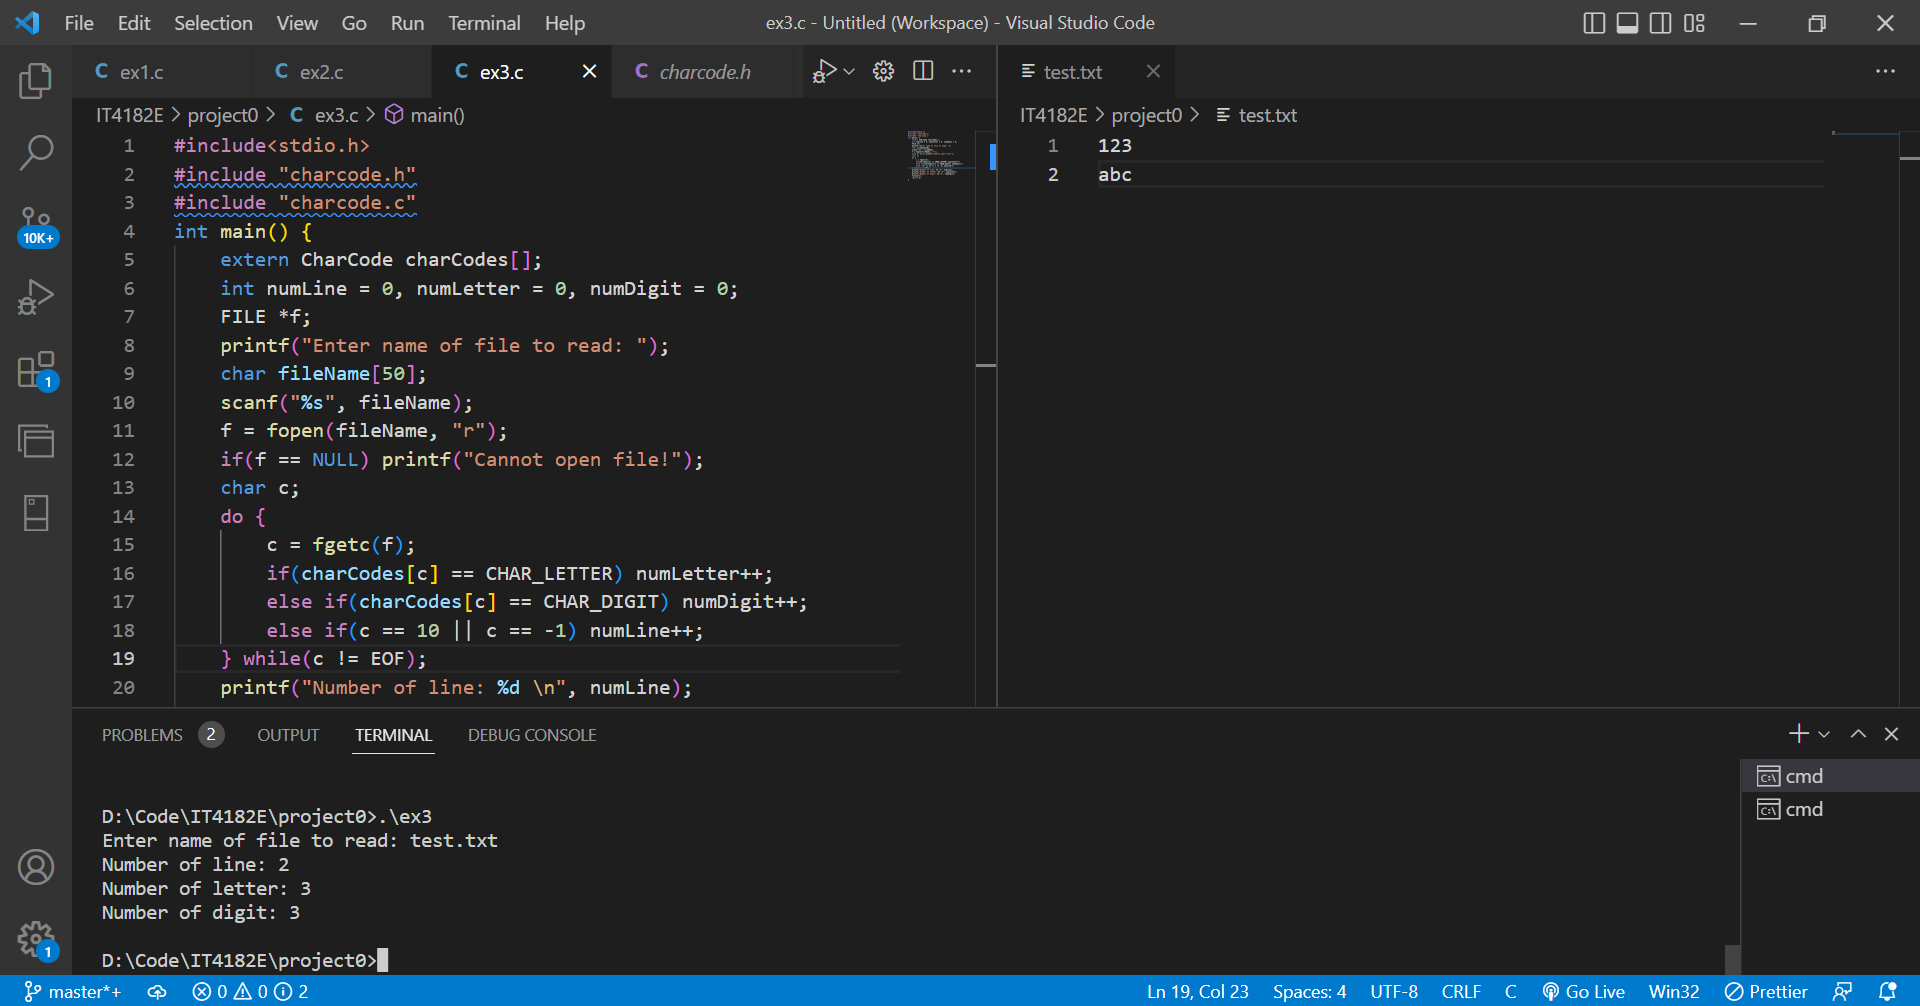 File Edit Selection View Go Run Terminal Help
ex3.c - Untitled (Workspace) - Visual Studio Code
C ex1.c
C ex2.c
C ex3.c
C charcode.h
IT4182E > project0 > C ex3.c > main()
1 #include<stdio.h>
2 #include "charcode.h"
3 #include "charcode.c"
4 int main() {
5 extern CharCode charCodes[];
6 int numLine = 0, numLetter = 0, numDigit = 0;
7 FILE *f;
8 printf("Enter name of file to read: ");
9 char fileName[50];
10 scanf("%s", fileName);
11 f = fopen(fileName, "r");
12 if(f == NULL) printf("Cannot open file!");
13 char c;
14 do {
15 c = fgetc(f);
16 if(charCodes[c] == CHAR_LETTER) numLetter++;
17 else if(charCodes[c] == CHAR_DIGIT) numDigit++;
18 else if(c == 10 || c == -1) numLine++;
19 } while(c != EOF);
20 printf("Number of line: %d \n", numLine);
test.txt
IT4182E > project0 > test.txt
1 123
2 abc
10K+
1
1
PROBLEMS 2 OUTPUT TERMINAL DEBUG CONSOLE
D:\Code\IT4182E\project0>.\ex3
Enter name of file to read: test.txt
Number of line: 2
Number of letter: 3
Number of digit: 3
D:\Code\IT4182E\project0>
cmd
cmd
master*+ 0 0 2
Ln 19, Col 23 Spaces: 4 UTF-8 CRLF C Go Live Win32 Prettier